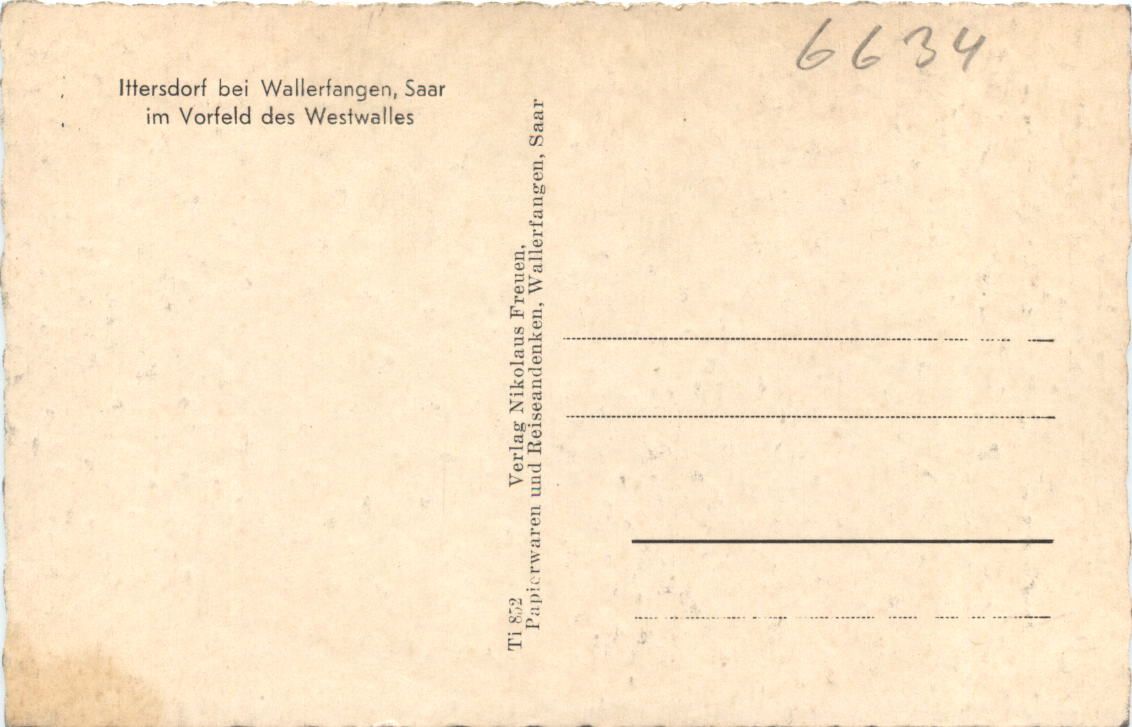 6634
Ittersdorf bei Wallerfangen, Saar
im Vorfeld des Westwalles
Ti 852 Verlag Nikolaus Freuen,
Papierwaren und Reiseandenken, Wallerfangen, Saar